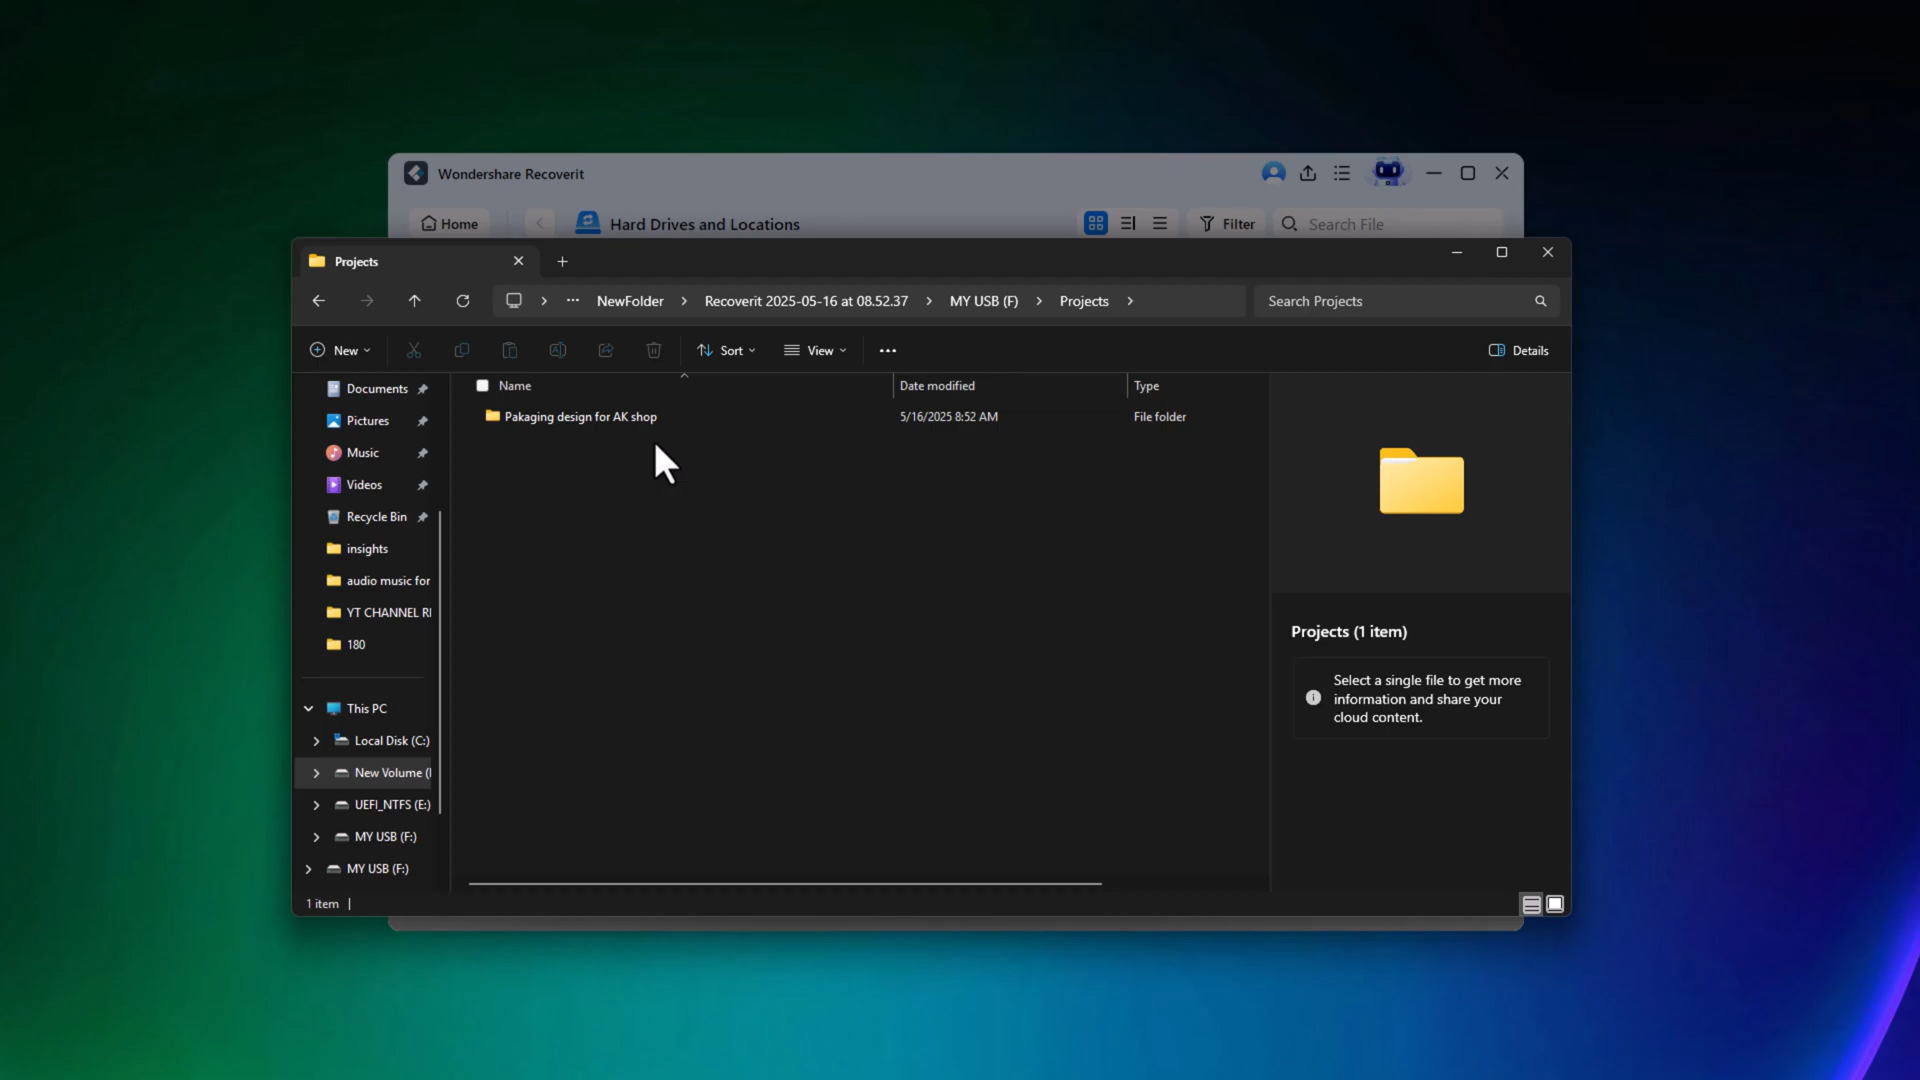 Wondershare Recoverit
Home
Hard Drives and Locations
Filter
Search File
Projects
NewFolder
Recoverit 2025-05-16 at 08.52.37
MY USB (F)
Projects
Search Projects
New
Sort
View
Details
Documents
Pictures
Music
Videos
Recycle Bin
insights
audio music for
YT CHANNEL RI
180
This PC
Local Disk (C:)
New Volume (
UEFI_NTFS (E:)
MY USB (F:)
MY USB (F:)
Name
Date modified
Type
Pakaging design for AK shop
5/16/2025 8:52 AM
File folder
Projects (1 item)
Select a single file to get more
information and share your
cloud content.
1 item